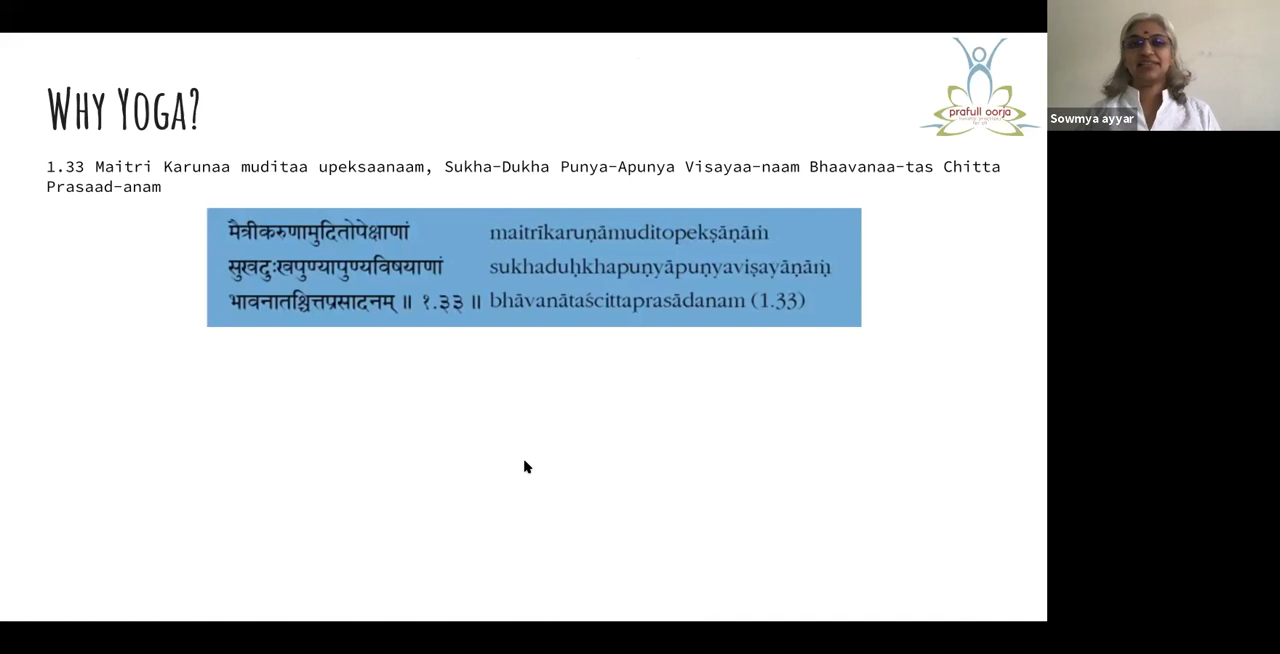 Why Yoga?
1.33 Maitri Karunaa muditaa upeksaanaam, Sukha-Dukha Punya-Apunya Visayaa-naam Bhaavanaa-tas Chitta
Prasaad-anam
मैत्रीकरुणामुदितोपेक्षाणां maitrīkaruṇāmuditopekṣāṇāṁ
सुखदुःखपुण्यापुण्यविषयाणां sukhaduḥkhapuṇyāpuṇyaviṣayāṇāṁ
भावनातश्चित्तप्रसादनम् ॥ १.३३ ॥ bhāvanātaścittaprasādanam (1.33)
prafull oorja
for all
Sowmya ayyar